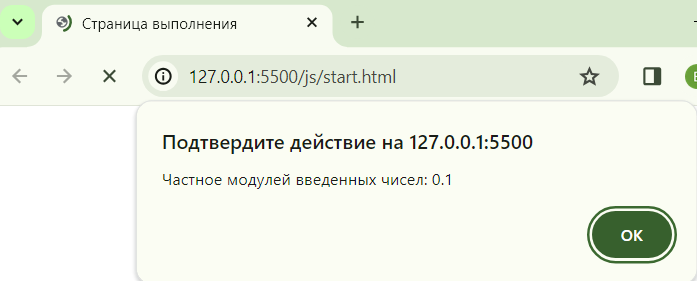 Страница выполнения
127.0.0.1:5500/js/start.html
Подтвердите действие на 127.0.0.1:5500
Частное модулей введенных чисел: 0.1
ОК